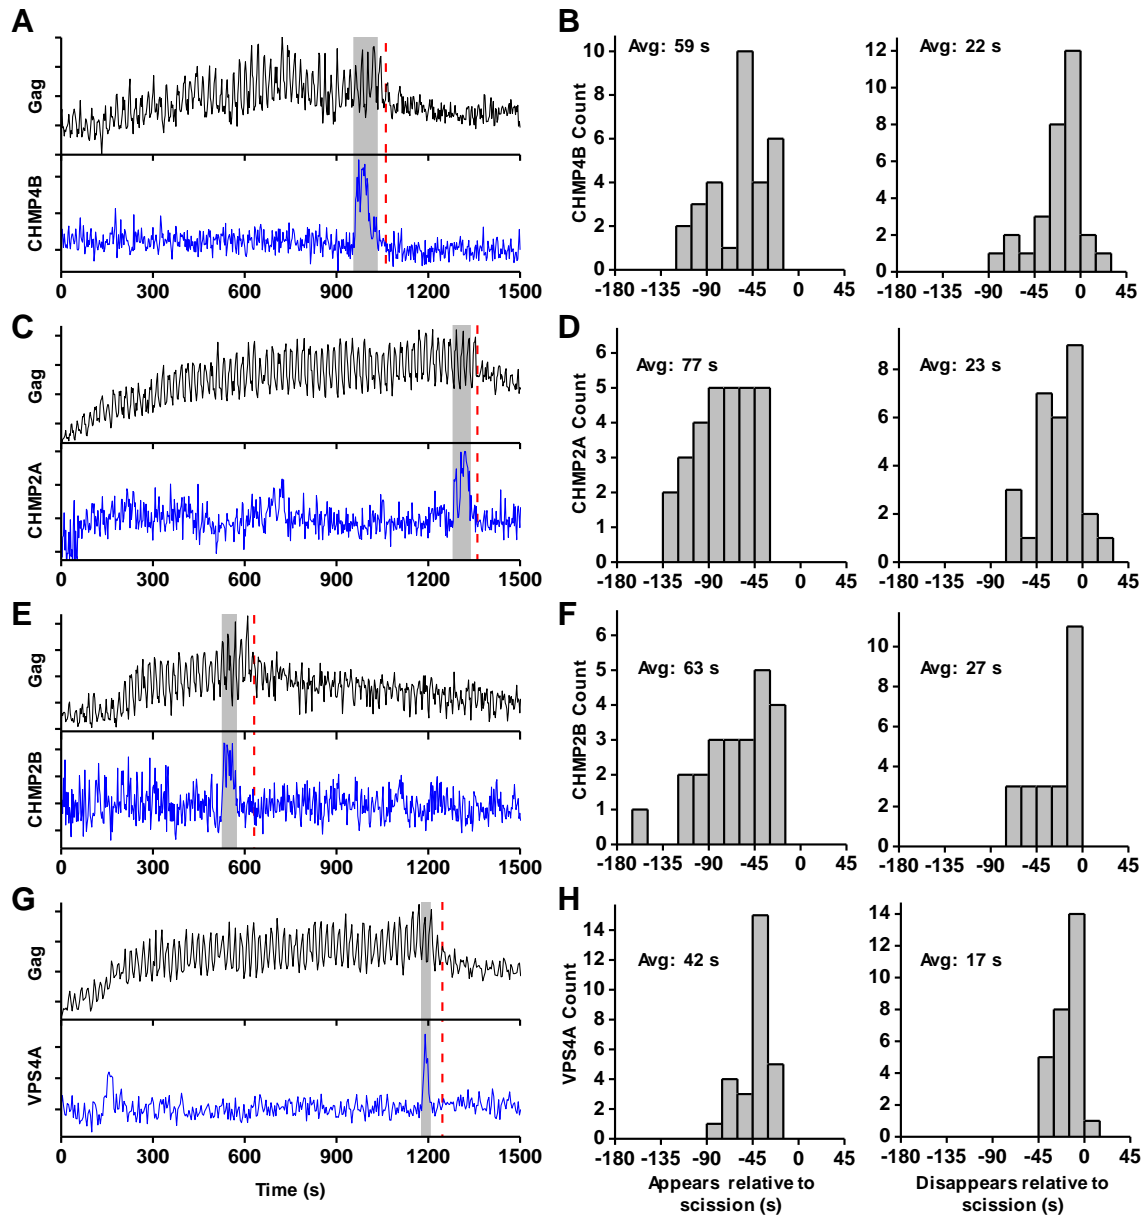 A
Gag
CHMP4B
0 300 600 900 1200 1500
B
Avg: 59 s
CHMP4B Count
10
8
6
4
2
0
-180 -135 -90 -45 0 45
22 s
12
10
8
6
4
2
0
-180 -135 -90 -45 0 45
C
Gag
CHMP2A
0 300 600 900 1200 1500
D
Avg: 77 s
CHMP2A Count
6
5
4
3
2
1
0
-180 -135 -90 -45 0 45
Avg: 23 s
8
6
4
2
0
-180 -135 -90 -45 0 45
E
Gag
CHMP2B
0 300 600 900 1200 1500
F
Avg: 63 s
CHMP2B Count
6
5
4
3
2
1
0
-180 -135 -90 -45 0 45
Avg: 27 s
10
8
6
4
2
0
-180 -135 -90 -45 0 45
G
Gag
VPS4A
0 300 600 900 1200 1500
Time (s)
H
Avg: 42 s
VPS4A Count
14
12
10
8
6
4
2
0
-180 -135 -90 -45 0 45
Appears relative to
scission (s)
Avg: 17 s
14
12
10
8
6
4
2
0
-180 -135 -90 -45 0 45
Disappears relative to
scission (s)